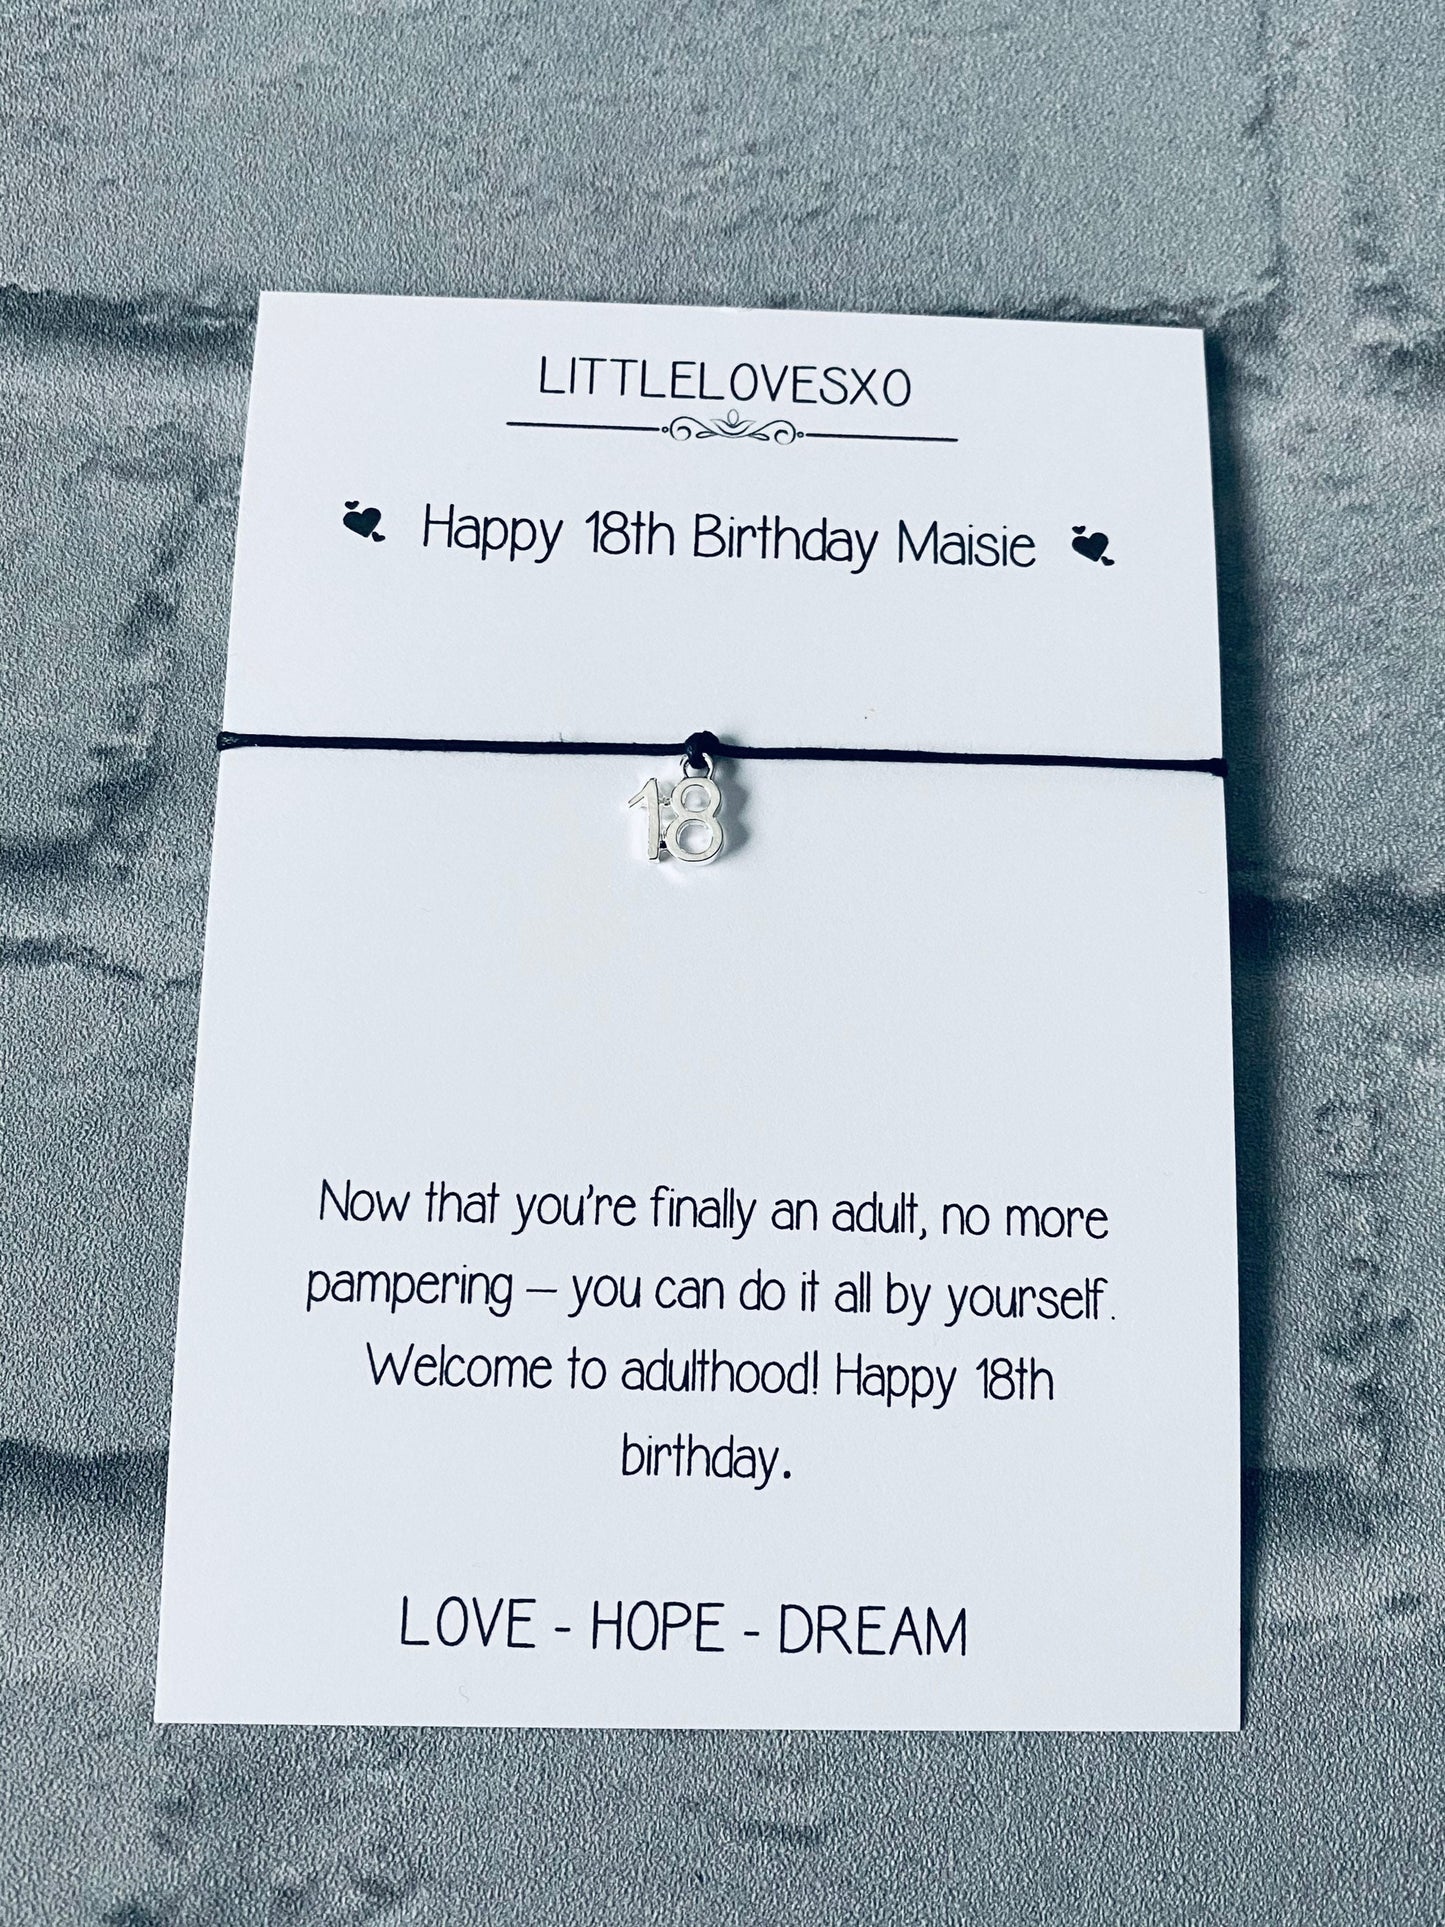 LITTLELOVESXO
Happy 18th Birthday Maisie
18
Now that you're finally an adult, no more
pampering – you can do it all by yourself.
Welcome to adulthood! Happy 18th
birthday.
LOVE - HOPE - DREAM